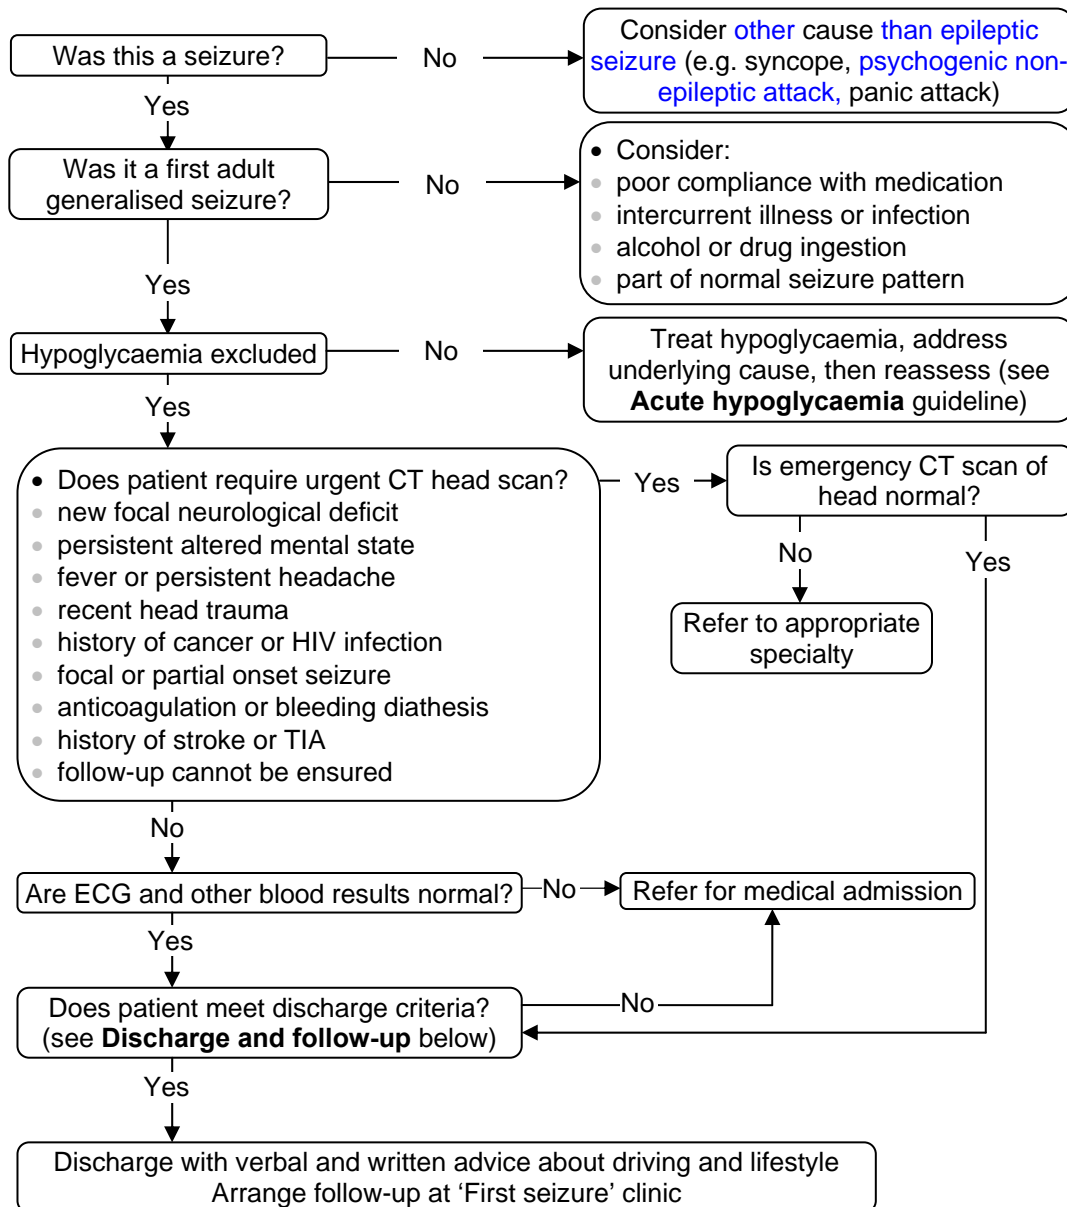 Was this a seizure?
No
Consider other cause than epileptic
seizure (e.g. syncope, psychogenic non-
epileptic attack, panic attack)
Yes
Was it a first adult
generalised seizure?
No
• Consider:
• poor compliance with medication
• intercurrent illness or infection
• alcohol or drug ingestion
• part of normal seizure pattern
Yes
Hypoglycaemia excluded
No
Treat hypoglycaemia, address
underlying cause, then reassess (see
Acute hypoglycaemia guideline)
Yes
• Does patient require urgent CT head scan?
• new focal neurological deficit
• persistent altered mental state
• fever or persistent headache
• recent head trauma
• history of cancer or HIV infection
• focal or partial onset seizure
• anticoagulation or bleeding diathesis
• history of stroke or TIA
• follow-up cannot be ensured
Yes
Is emergency CT scan of
head normal?
No
Yes
Refer to appropriate
specialty
No
Are ECG and other blood results normal?
No
Refer for medical admission
Yes
Does patient meet discharge criteria?
(see Discharge and follow-up below)
No
Yes
Discharge with verbal and written advice about driving and lifestyle
Arrange follow-up at ‘First seizure’ clinic